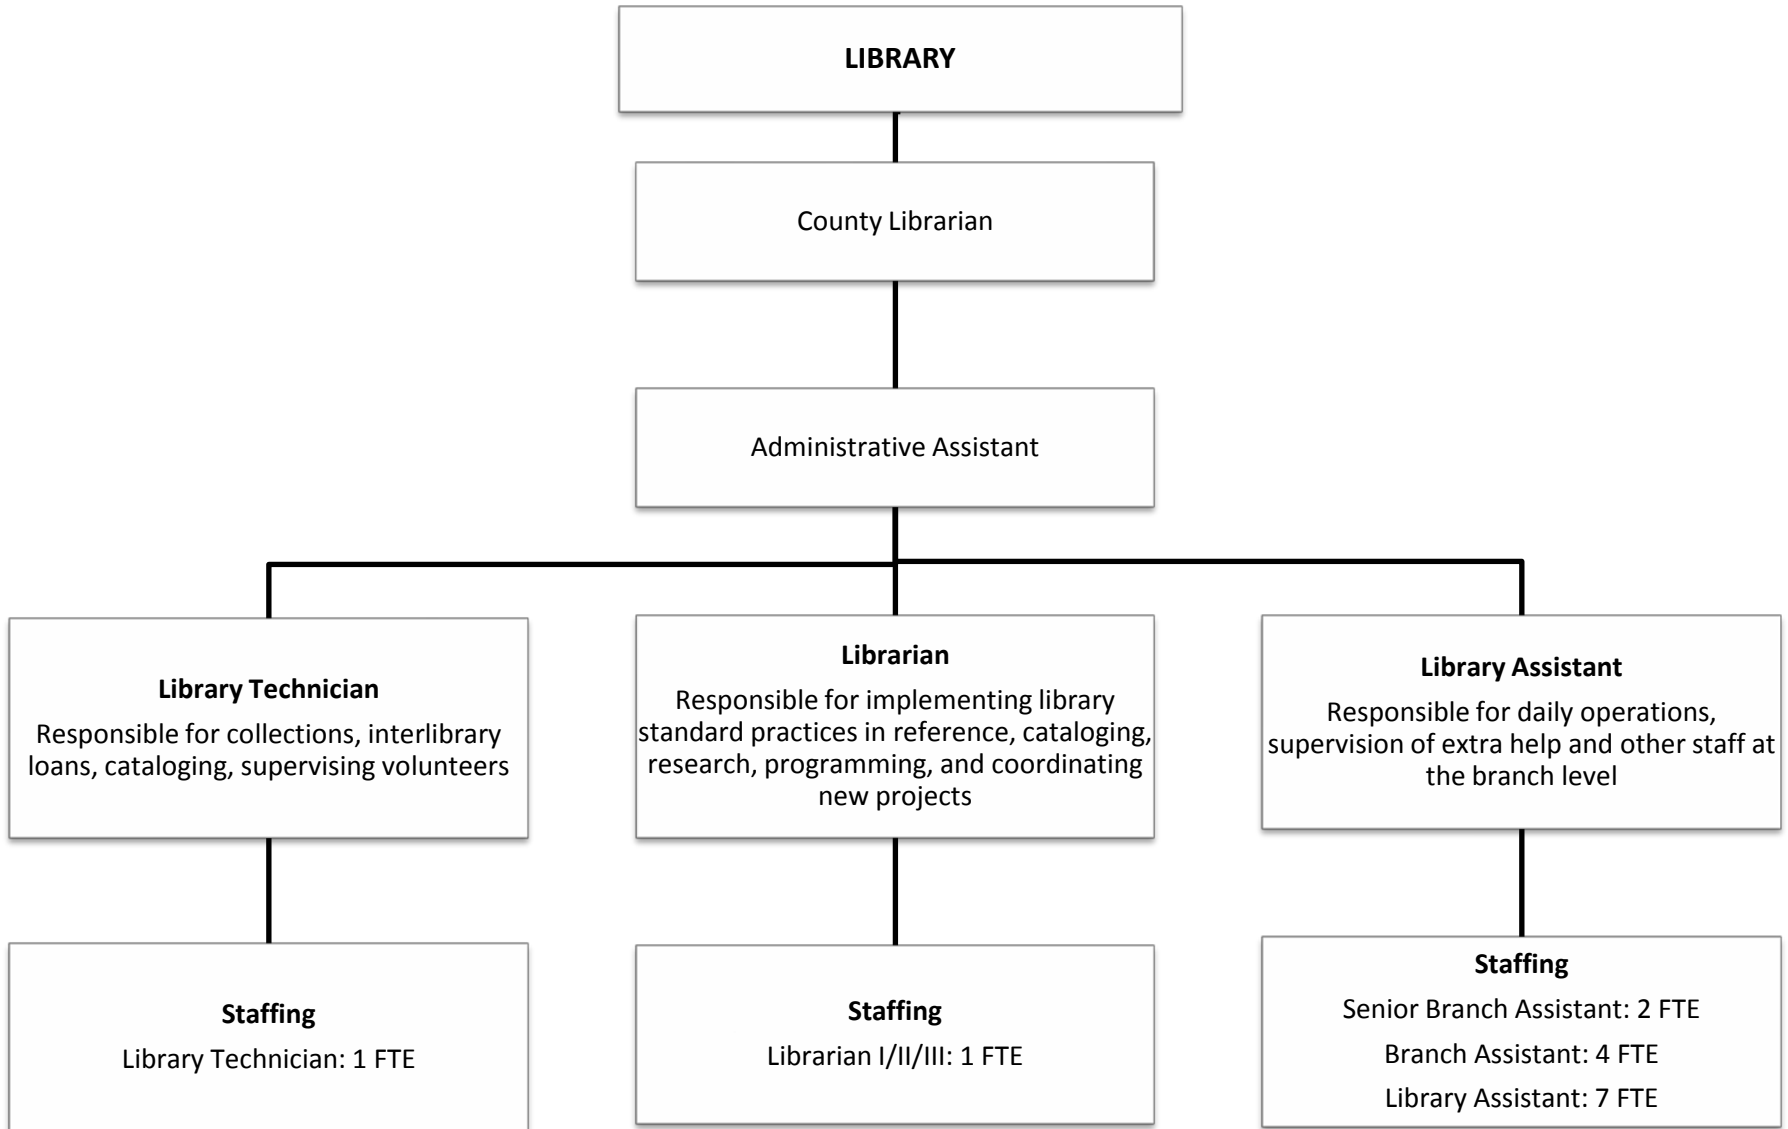 LIBRARY
County Librarian
Administrative Assistant
Library Technician
Responsible for collections, interlibrary
loans, cataloging, supervising volunteers
Librarian
Responsible for implementing library
standard practices in reference, cataloging,
research, programming, and coordinating
new projects
Library Assistant
Responsible for daily operations,
supervision of extra help and other staff at
the branch level
Staffing
Library Technician: 1 FTE
Staffing
Librarian I/II/III: 1 FTE
Staffing
Senior Branch Assistant: 2 FTE
Branch Assistant: 4 FTE
Library Assistant: 7 FTE